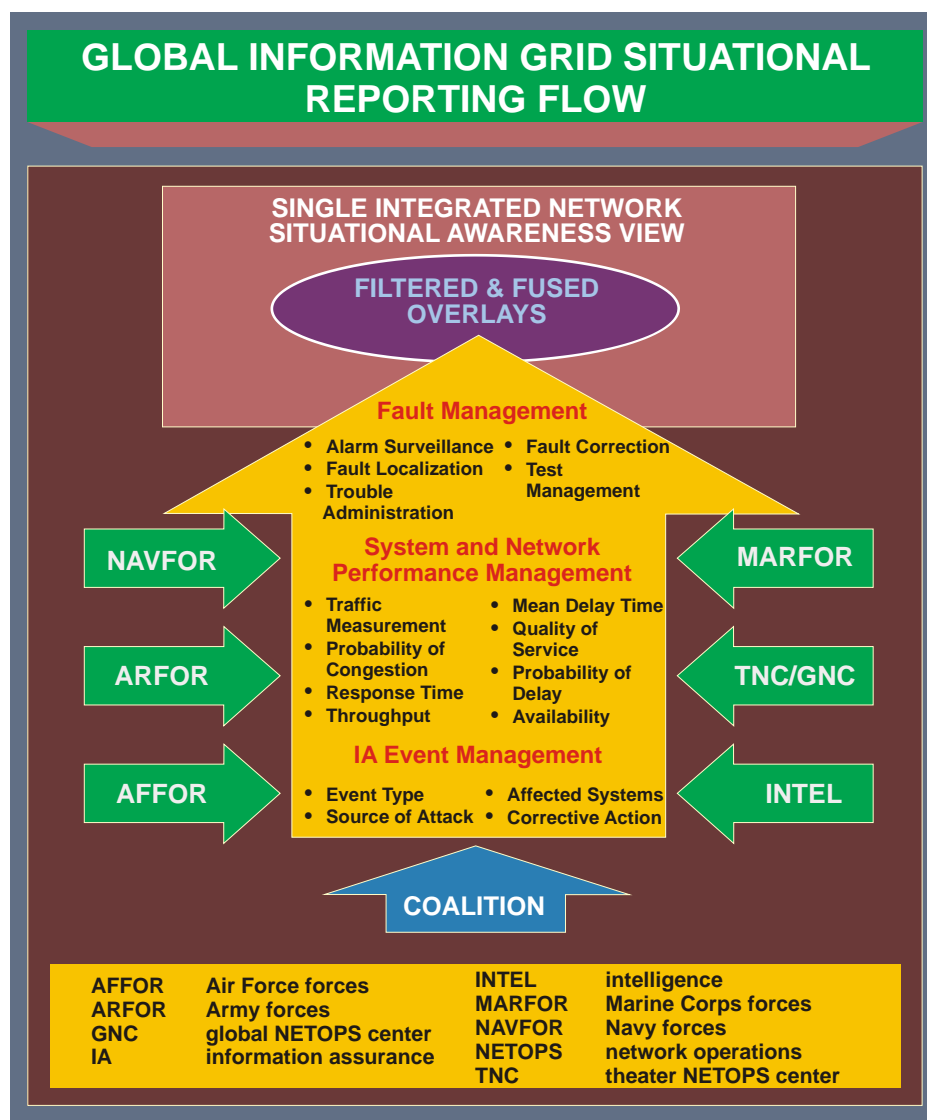 GLOBAL INFORMATION GRID SITUATIONAL
REPORTING FLOW
SINGLE INTEGRATED NETWORK
SITUATIONAL AWARENESS VIEW
FILTERED & FUSED
OVERLAYS
Fault Management
• Alarm Surveillance
• Fault Localization
• Trouble
Administration
• Fault Correction
• Test
Management
NAVFOR
ARFOR
AFFOR
System and Network
Performance Management
• Traffic
Measurement
• Probability of
Congestion
• Response Time
• Throughput
• Mean Delay Time
• Quality of
Service
• Probability of
Delay
• Availability
IA Event Management
• Event Type
• Source of Attack
• Affected Systems
• Corrective Action
MARFOR
TNC/GNC
INTEL
COALITION
AFFOR Air Force forces
ARFOR Army forces
GNC global NETOPS center
IA information assurance
INTEL intelligence
MARFOR Marine Corps forces
NAVFOR Navy forces
NETOPS network operations
TNC theater NETOPS center